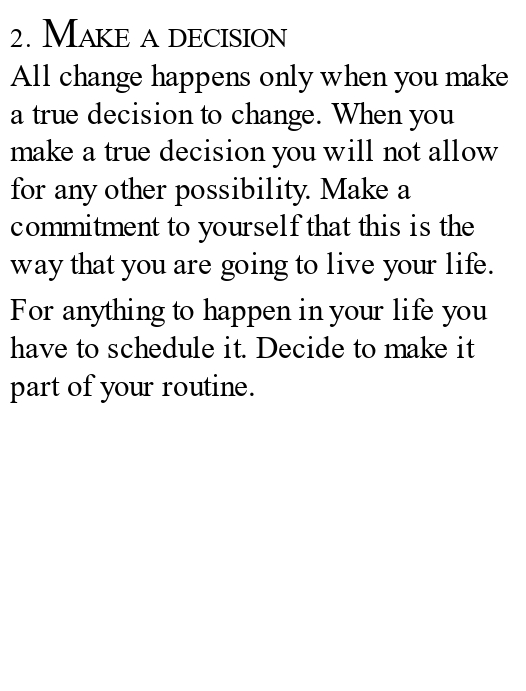 2. MAKE A DECISION
All change happens only when you make
a true decision to change. When you
make a true decision you will not allow
for any other possibility. Make a
commitment to yourself that this is the
way that you are going to live your life.
For anything to happen in your life you
have to schedule it. Decide to make it
part of your routine.